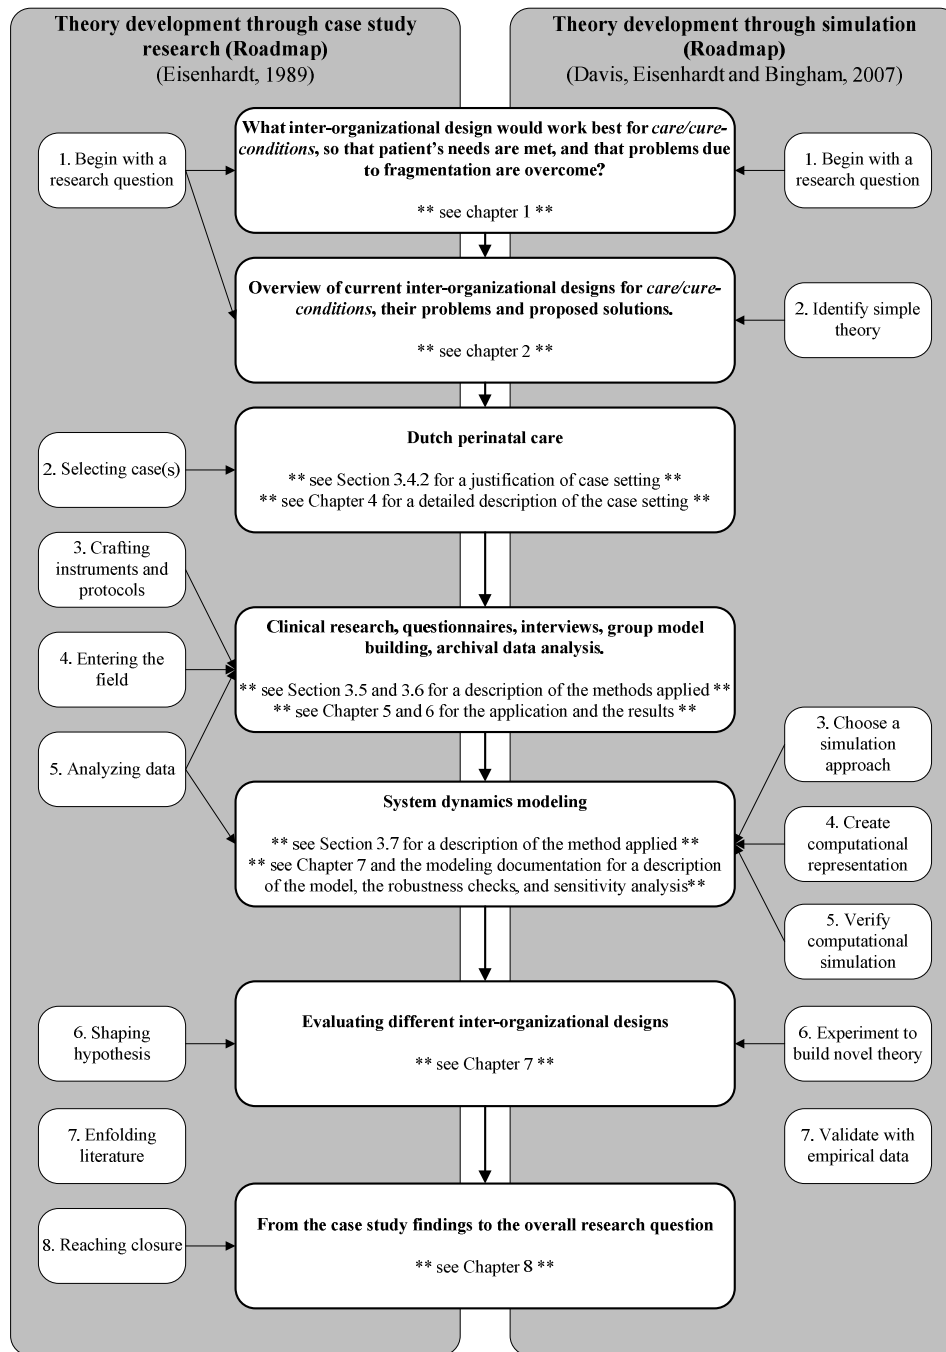 Theory development through case study
research (Roadmap)
(Eisenhardt, 1989)
Theory development through simulation
(Roadmap)
(Davis, Eisenhardt and Bingham, 2007)
1. Begin with a
research question
What inter-organizational design would work best for care/cure-
conditions, so that patient's needs are met, and that problems due
to fragmentation are overcome?
** see chapter 1 **
1. Begin with a
research question
Overview of current inter-organizational designs for care/cure-
conditions, their problems and proposed solutions.
** see chapter 2 **
2. Identify simple
theory
2. Selecting case(s)
Dutch perinatal care
** see Section 3.4.2 for a justification of case setting **
** see Chapter 4 for a detailed description of the case setting **
3. Crafting
instruments and
protocols
4. Entering the
field
5. Analyzing data
Clinical research, questionnaires, interviews, group model
building, archival data analysis.
** see Section 3.5 and 3.6 for a description of the methods applied **
** see Chapter 5 and 6 for the application and the results **
System dynamics modeling
** see Section 3.7 for a description of the method applied **
** see Chapter 7 and the modeling documentation for a description
of the model, the robustness checks, and sensitivity analysis**
3. Choose a
simulation
approach
4. Create
computational
representation
5. Verify
computational
simulation
6. Shaping
hypothesis
Evaluating different inter-organizational designs
** see Chapter 7 **
6. Experiment to
build novel theory
7. Enfolding
literature
7. Validate with
empirical data
8. Reaching closure
From the case study findings to the overall research question
** see Chapter 8 **